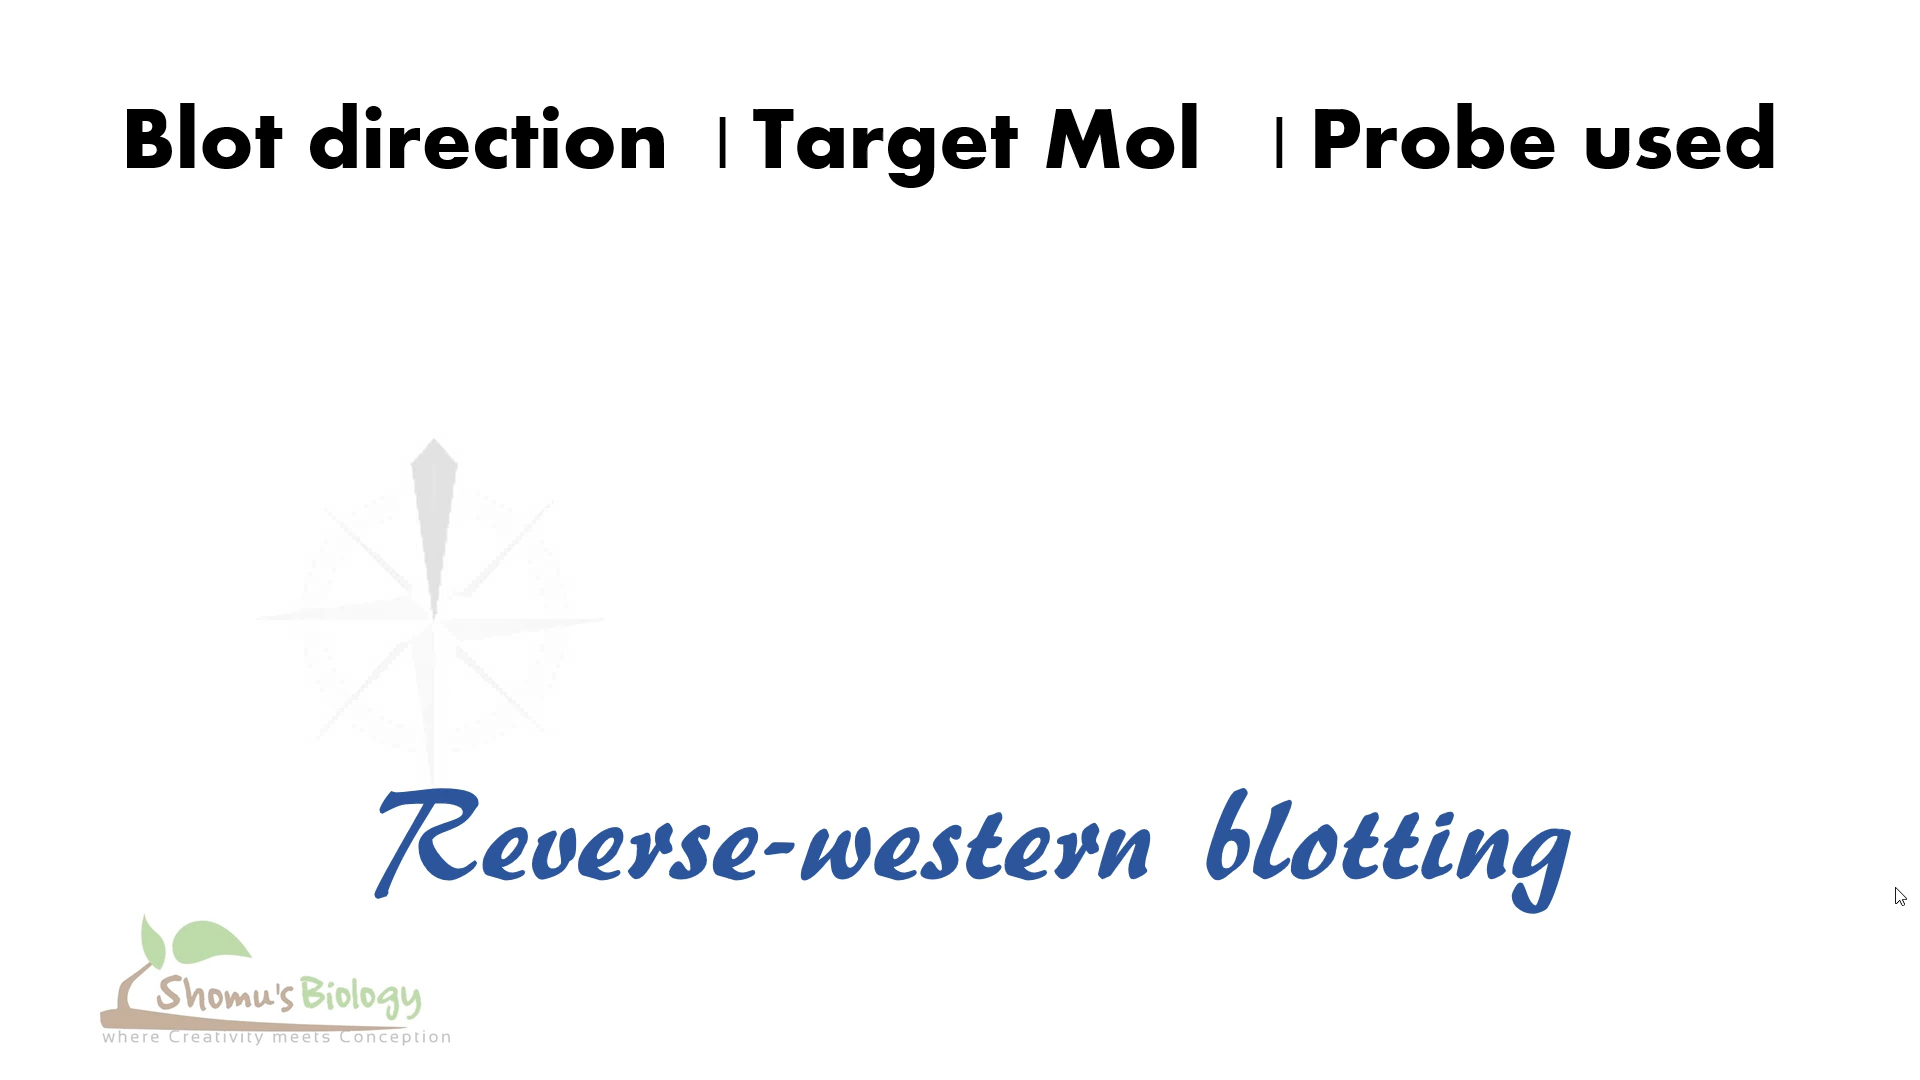 Blot direction | Target Mol | Probe used
Reverse-western blotting
Shomu's Biology
where Creativity meets Conception